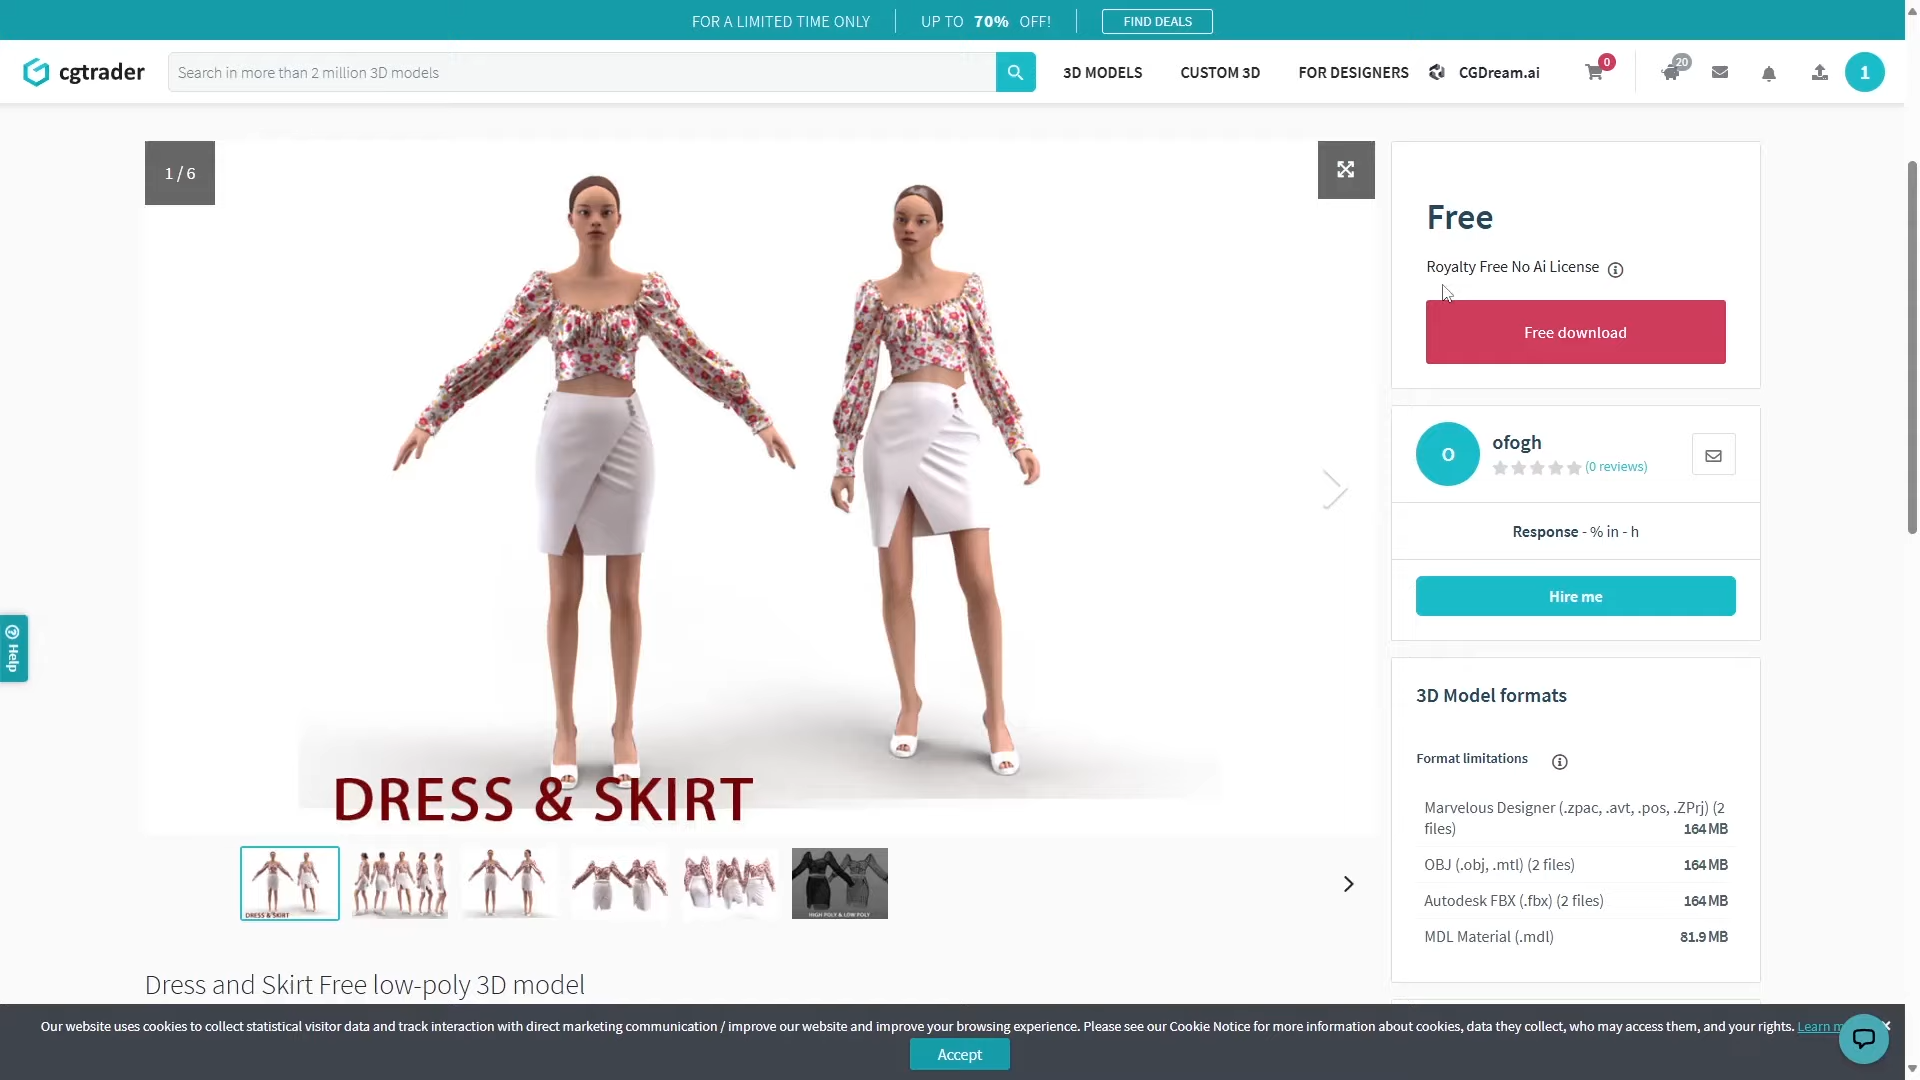 FOR A LIMITED TIME ONLY
UP TO 70% OFF!
FIND DEALS
cgtrader
Search in more than 2 million 3D models
3D MODELS
CUSTOM 3D
FOR DESIGNERS
CGDream.ai
0
20
1
1 / 6
Free
Royalty Free No Ai License
Free download
O
ofogh
(0 reviews)
Response - % in - h
Hire me
Help
3D Model formats
Format limitations
Marvelous Designer (.zpac, .avt, .pos, .ZPrj) (2
files)
164 MB
OBJ (.obj, .mtl) (2 files)
164 MB
Autodesk FBX (.fbx) (2 files)
164 MB
MDL Material (.mdl)
81.9 MB
DRESS & SKIRT
DRESS & SKIRT
HIGH POLY & LOW POLY
Dress and Skirt Free low-poly 3D model
Our website uses cookies to collect statistical visitor data and track interaction with direct marketing communication / improve our website and improve your browsing experience. Please see our Cookie Notice for more information about cookies, data they collect, who may access them, and your rights. Learn
Accept